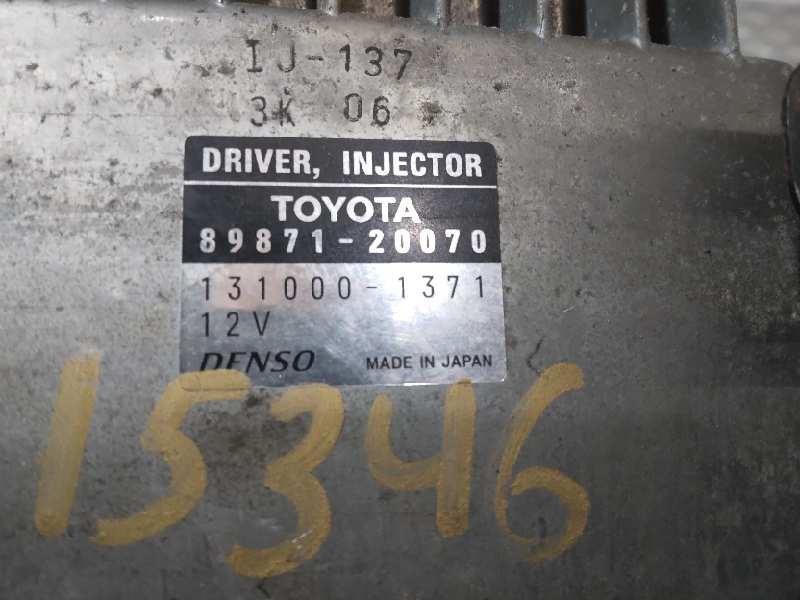 IJ-137
3K 06
DRIVER, INJECTOR
TOYOTA
89871-20070
131000-1371
12V
DENSO MADE IN JAPAN
15346